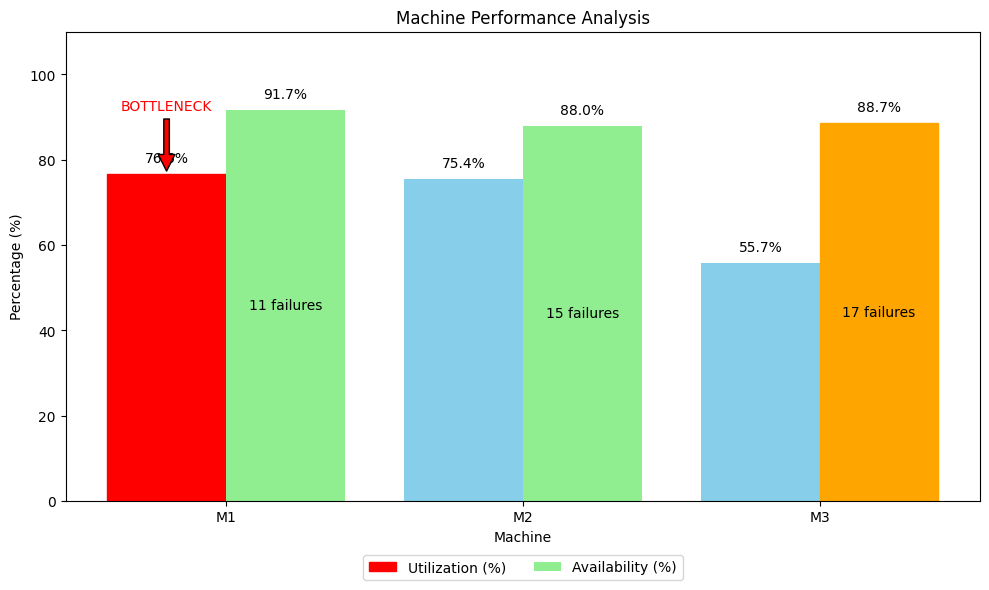 Machine Performance Analysis
Percentage (%)
100
80
60
40
20
0
BOTTLENECK
91.7%
11 failures
75.4%
88.0%
15 failures
55.7%
88.7%
17 failures
M1
M2
M3
Machine
Utilization (%)
Availability (%)